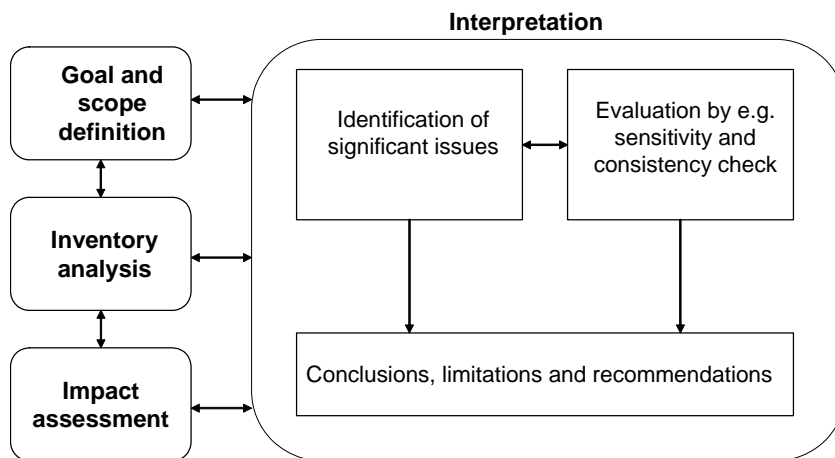 Interpretation
Goal and
scope
definition
Identification of
significant issues
Evaluation by e.g.
sensitivity and
consistency check
Inventory
analysis
Impact
assessment
Conclusions, limitations and recommendations